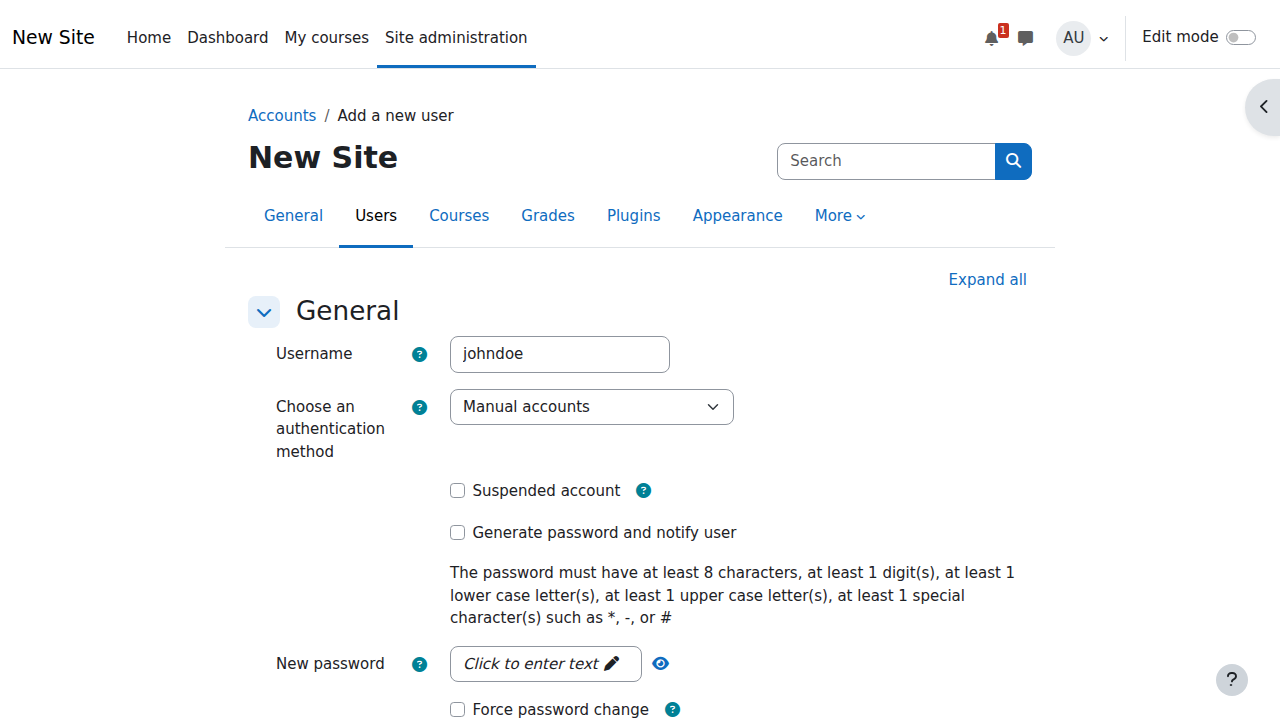 New Site Home Dashboard My courses Site administration 1 AU Edit mode
Accounts / Add a new user
New Site Search
General Users Courses Grades Plugins Appearance More
Expand all
General
Username ? johndoe
Choose an ? Manual accounts
authentication
method
Suspended account ?
Generate password and notify user
The password must have at least 8 characters, at least 1 digit(s), at least 1
lower case letter(s), at least 1 upper case letter(s), at least 1 special
character(s) such as *, -, or #
New password ? Click to enter text
?
Force password change ?